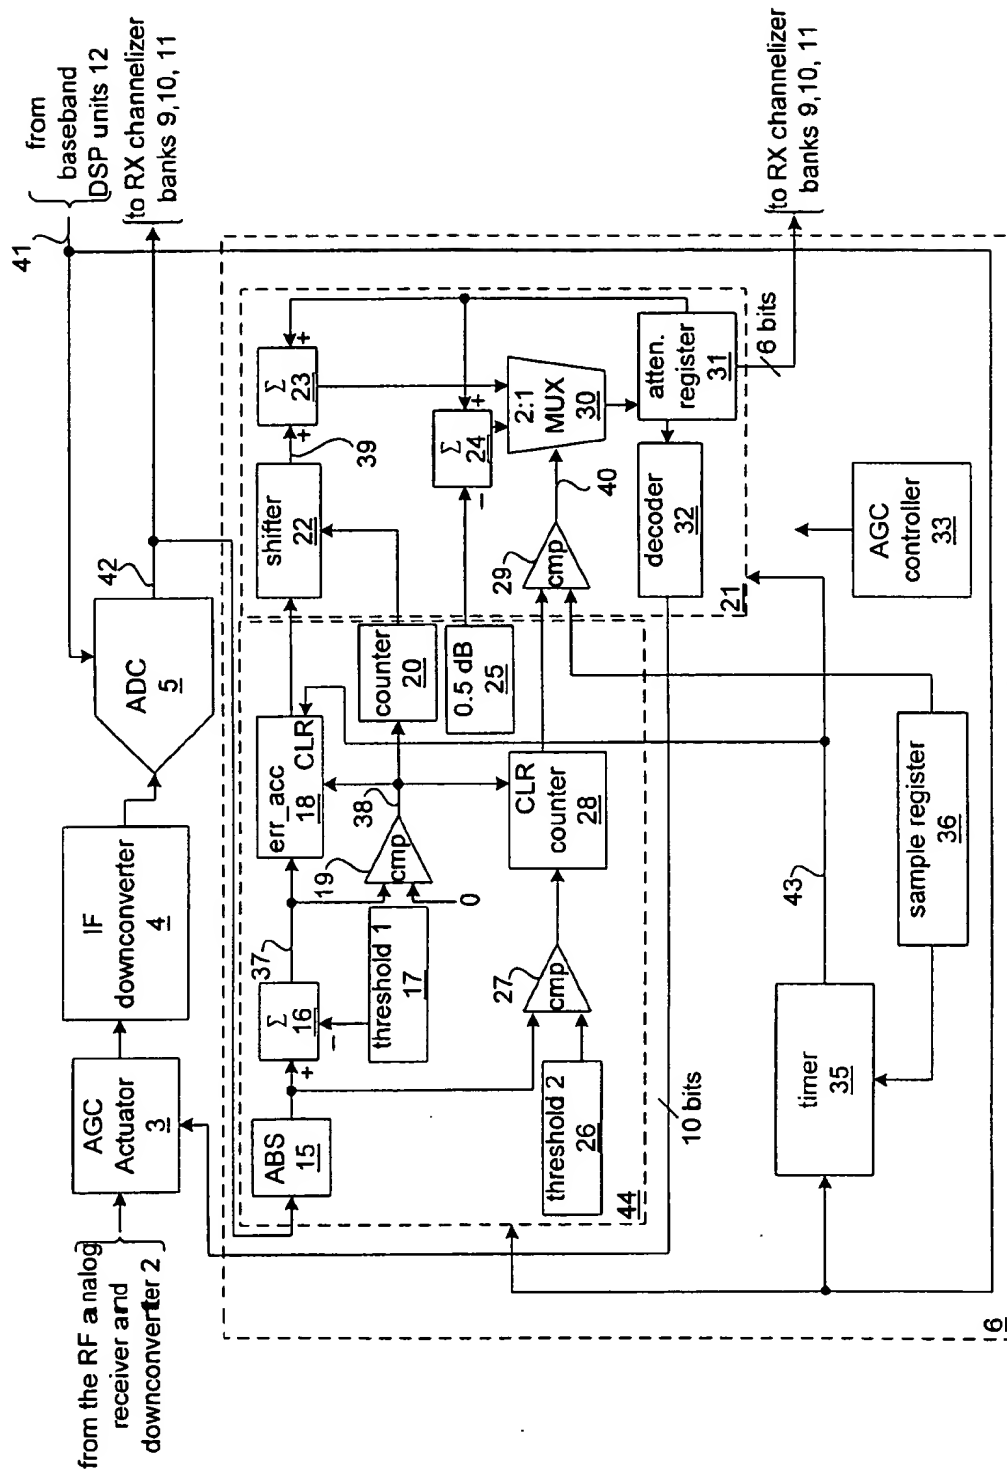 from the RF analog
receiver and
downconverter 2
AGC
Actuator
3
IF
downconverter
4
ADC
5
42
41
from
baseband
DSP units 12
to RX channelizer
banks 9,10, 11
ABS
15
Σ
16
+
−
37
threshold 1
17
err_acc
18
CLR
19
cmp
0
38
counter
20
shifter
22
39
Σ
23
+
+
0.5 dB
25
Σ
24
+
−
2:1
MUX
30
40
threshold 2
26
27
cmp
CLR
counter
28
29
cmp
atten.
register
31
decoder
32
6 bits
to RX channelizer
banks 9,10, 11
44
21
10 bits
AGC
controller
33
timer
35
43
sample register
36
6